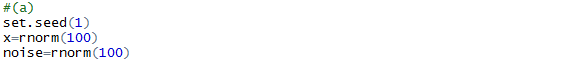 #(a)
set.seed(1)
x=rnorm(100)
noise=rnorm(100)